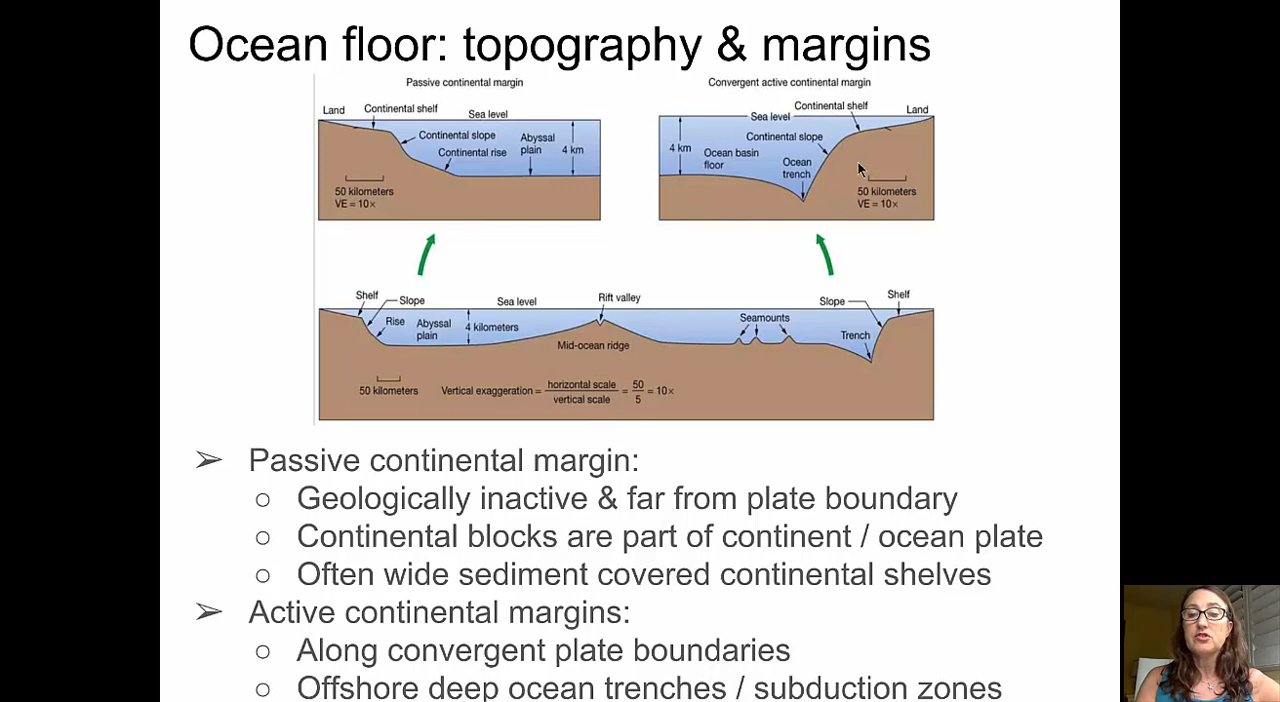 Ocean floor: topography & margins
Passive continental margin
Convergent active continental margin
Land
Continental shelf
Sea level
Continental slope
Continental rise
Abyssal
plain
4 km
50 kilometers
VE = 10×
Continental shelf
Land
Sea level
Continental slope
4 km
Ocean basin
floor
Ocean
trench
50 kilometers
VE = 10×
Shelf
Slope
Sea level
Rift valley
Slope
Shelf
Rise
Abyssal
plain
4 kilometers
Seamounts
Trench
Mid-ocean ridge
50 kilometers
Vertical exaggeration = horizontal scale / vertical scale = 50 / 5 = 10×
➢ Passive continental margin:
○ Geologically inactive & far from plate boundary
○ Continental blocks are part of continent / ocean plate
○ Often wide sediment covered continental shelves
➢ Active continental margins:
○ Along convergent plate boundaries
○ Offshore deep ocean trenches / subduction zones